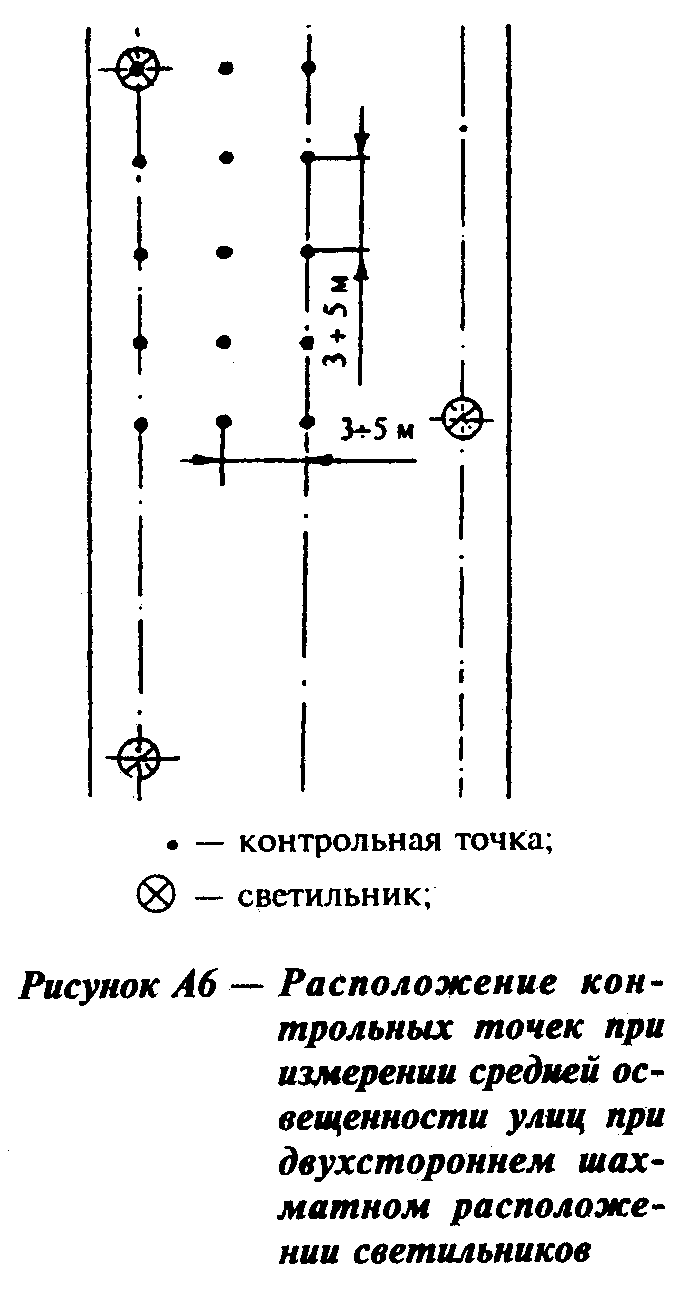 3 ÷ 5 м
3÷5 м
• — контрольная точка;
⊗ — светильник;
Рисунок А6 — Расположение кон-
трольных точек при
измерении средней ос-
вещенности улиц при
двухстороннем шах-
матном расположе-
нии светильников